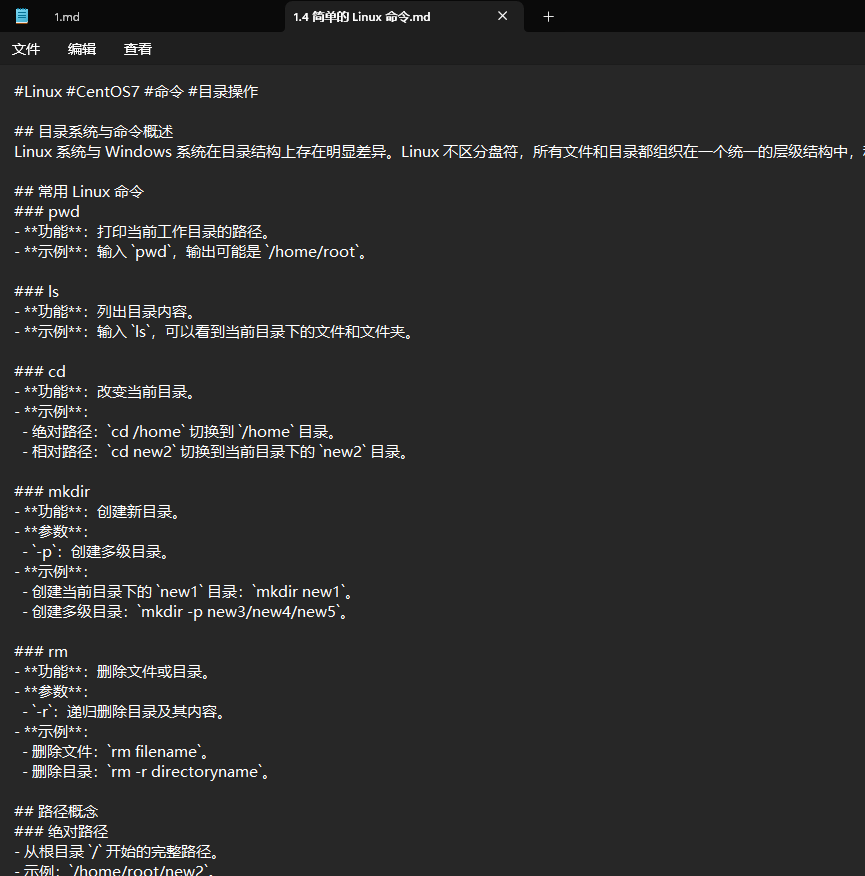 1.md
1.4 简单的 Linux 命令.md
文件 编辑 查看
#Linux #CentOS7 #命令 #目录操作
## 目录系统与命令概述
Linux 系统与 Windows 系统在目录结构上存在明显差异。Linux 不区分盘符，所有文件和目录都组织在一个统一的层级结构中，
## 常用 Linux 命令
### pwd
- **功能**：打印当前工作目录的路径。
- **示例**：输入 `pwd`，输出可能是 `/home/root`。
### ls
- **功能**：列出目录内容。
- **示例**：输入 `ls`，可以看到当前目录下的文件和文件夹。
### cd
- **功能**：改变当前目录。
- **示例**：
- 绝对路径：`cd /home` 切换到 `/home` 目录。
- 相对路径：`cd new2` 切换到当前目录下的 `new2` 目录。
### mkdir
- **功能**：创建新目录。
- **参数**：
- `-p`：创建多级目录。
- **示例**：
- 创建当前目录下的 `new1` 目录：`mkdir new1`。
- 创建多级目录：`mkdir -p new3/new4/new5`。
### rm
- **功能**：删除文件或目录。
- **参数**：
- `-r`：递归删除目录及其内容。
- **示例**：
- 删除文件：`rm filename`。
- 删除目录：`rm -r directoryname`。
## 路径概念
### 绝对路径
- 从根目录 `/` 开始的完整路径。
- 示例：`/home/root/new2`。